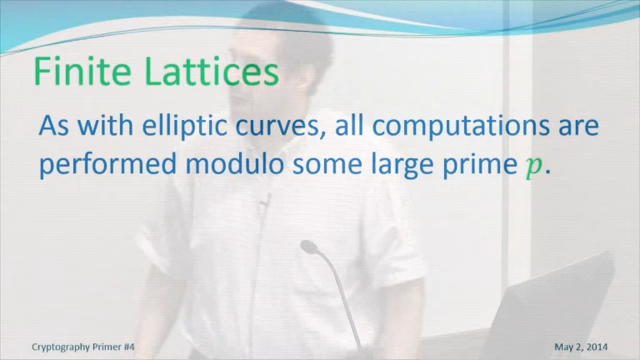 Finite Lattices
As with elliptic curves, all computations are
performed modulo some large prime p.
Cryptography Primer #4
May 2, 2014